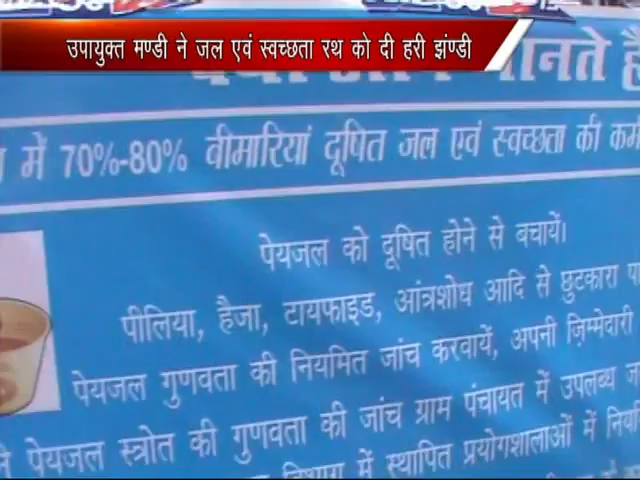 उपायुक्त मण्डी ने जल एवं स्वच्छता रथ को दी हरी झंण्डी
में 70%-80% वीमारियां दूषित जल एवं स्वच्छता की
पेयजल को दूषित होने से बचायें।
पीलिया, हैजा, टायफाइड, आंत्रशोध आदि से छुटकारा
पेयजल गुणवता की नियमित जांच करवायें, अपनी ज़िम्मेदारी
पेयजल स्त्रोत की गुणवता की जांच ग्राम पंचायत में उपलब्ध
में स्थापित प्रयोगशालाओं में